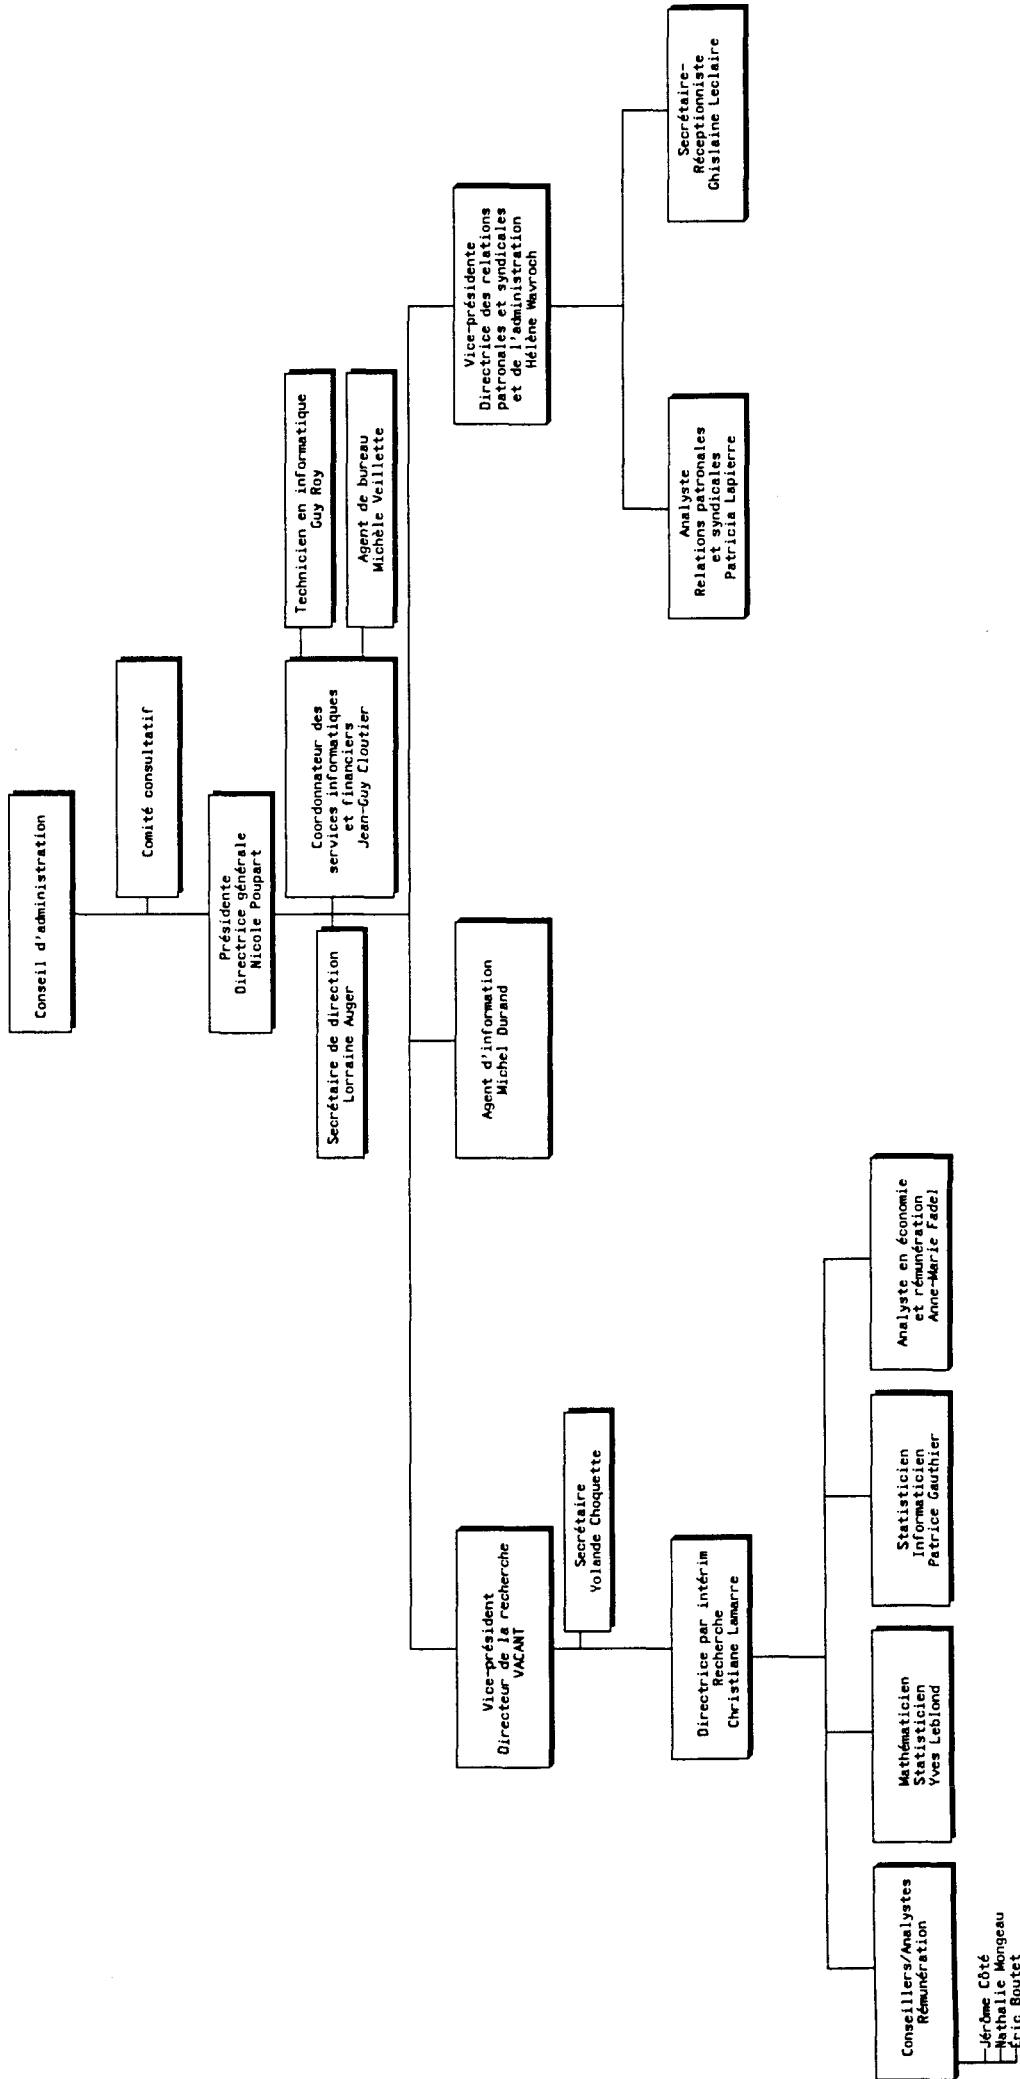 Conseil d'administration
Comité consultatif
Présidente
Directrice générale
Nicole Poupart
Secrétaire de direction
Lorraine Auger
Coordonnateur des
services informatiques
et financiers
Jean-Guy Cloutier
Technicien en informatique
Guy Roy
Agent de bureau
Michèle Veillette
Vice-président
Directeur de la recherche
VACANT
Agent d'information
Michel Durand
Vice-présidente
Directrice des relations
patronales et syndicales
et de l'administration
Hélène Wavroch
Secrétaire
Yolande Choquette
Directrice par intérim
Recherche
Christiane Lamarre
Analyste
Relations patronales
et syndicales
Patricia Lapierre
Secrétaire-
Réceptionniste
Ghislaine Leclaire
Conseillers/Analystes
Rémunération
Jérôme Côté
Nathalie Mongeau
Éric Boutet
Mathématicien
Statisticien
Yves Leblond
Statisticien
Informaticien
Patrice Gauthier
Analyste en économie
et rémunération
Anne-Marie Fadel